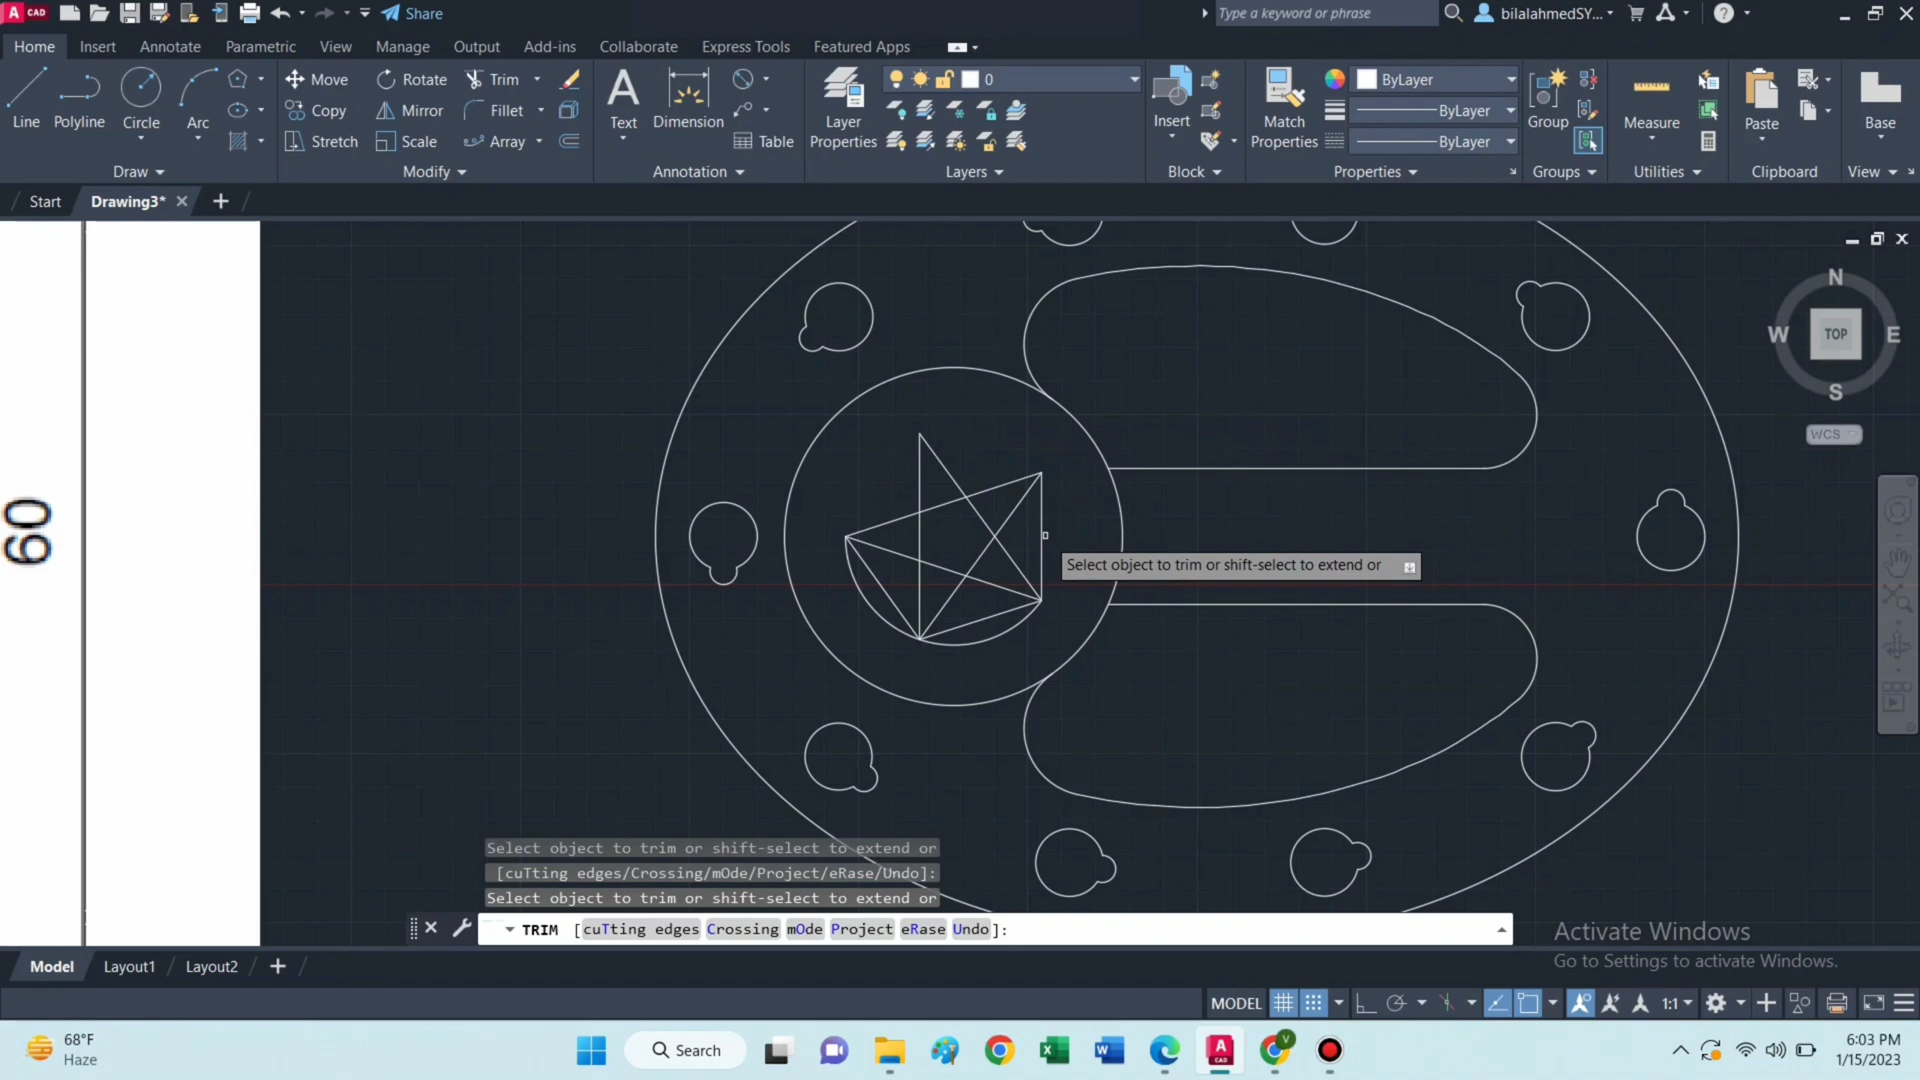 CAD
Share
Type a keyword or phrase
bilalahmedSY...
Home Insert Annotate Parametric View Manage Output Add-ins Collaborate Express Tools Featured Apps
Line
Polyline
Circle
Arc
Move
Rotate
Trim
Copy
Mirror
Fillet
Stretch
Scale
Array
Text
Dimension
Table
Layer
Properties
0
Insert
Match
Properties
ByLayer
ByLayer
ByLayer
Group
Measure
Paste
Base
Draw
Modify
Annotation
Layers
Block
Properties
Groups
Utilities
Clipboard
View
Start
Drawing3*
N
W
TOP
E
S
WCS
60
Select object to trim or shift-select to extend or
Select object to trim or shift-select to extend or
[cuTting edges/Crossing/mOde/Project/eRase/Undo]:
Select object to trim or shift-select to extend or
TRIM [cuTting edges Crossing mOde Project eRase Undo]:
Activate Windows
Go to Settings to activate Windows.
Model
Layout1
Layout2
MODEL
1:1
68°F
Haze
Search
6:03 PM
1/15/2023